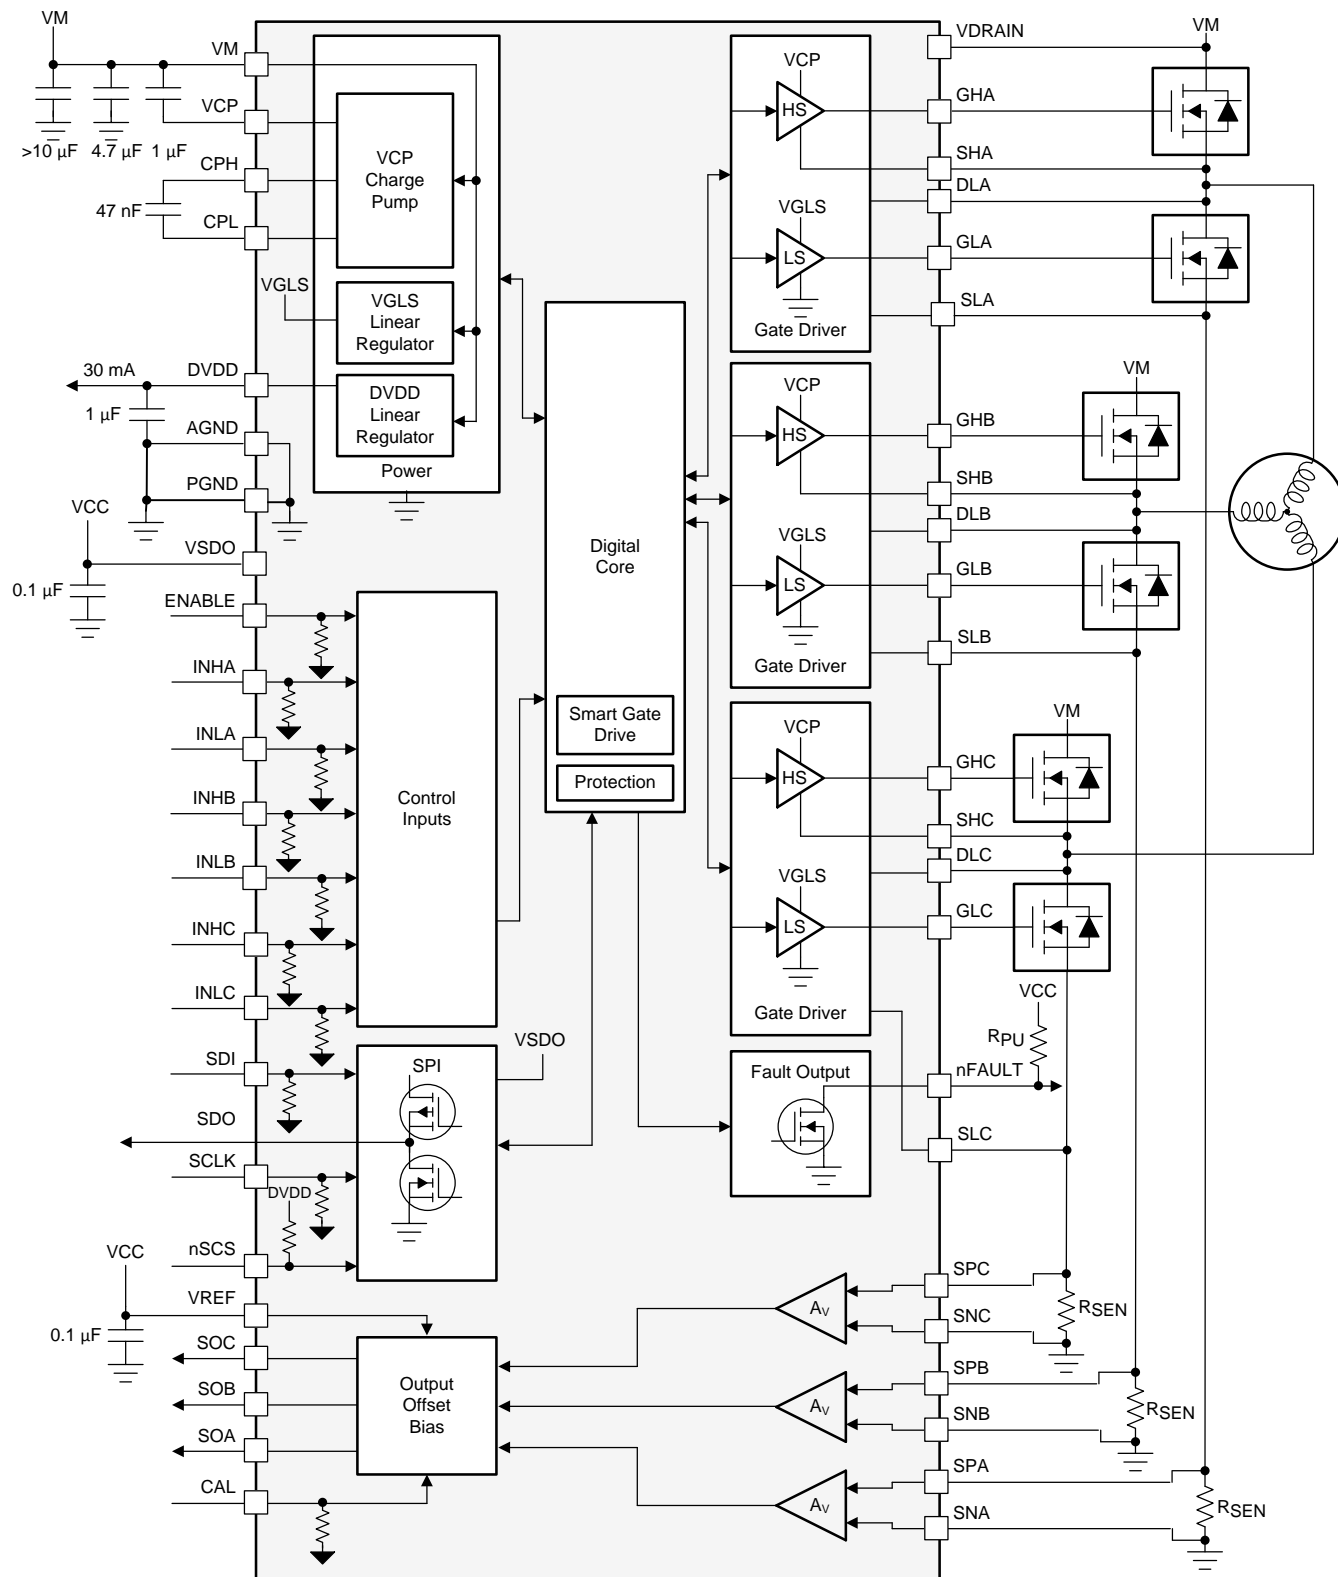 VM
VM
VCP
>10 µF
4.7 µF
1 µF
CPH
47 nF
CPL
VCP
Charge
Pump
VGLS
VGLS
Linear
Regulator
30 mA
DVDD
1 µF
DVDD
Linear
Regulator
AGND
Power
PGND
VCC
VSDO
0.1 µF
ENABLE
INHA
INLA
INHB
INLB
INHC
INLC
Control
Inputs
SDI
SDO
SCLK
DVDD
nSCS
SPI
VSDO
VCC
VREF
0.1 µF
SOC
SOB
SOA
CAL
Output
Offset
Bias
Digital
Core
Smart Gate
Drive
Protection
VCP
HS
VGLS
LS
Gate Driver
VCP
HS
VGLS
LS
Gate Driver
VCP
HS
VGLS
LS
Gate Driver
Fault Output
AV
AV
AV
VDRAIN
VM
GHA
SHA
DLA
GLA
SLA
VM
GHB
SHB
DLB
GLB
SLB
VM
GHC
SHC
DLC
GLC
VCC
RPU
nFAULT
SLC
SPC
RSEN
SNC
SPB
RSEN
SNB
SPA
RSEN
SNA